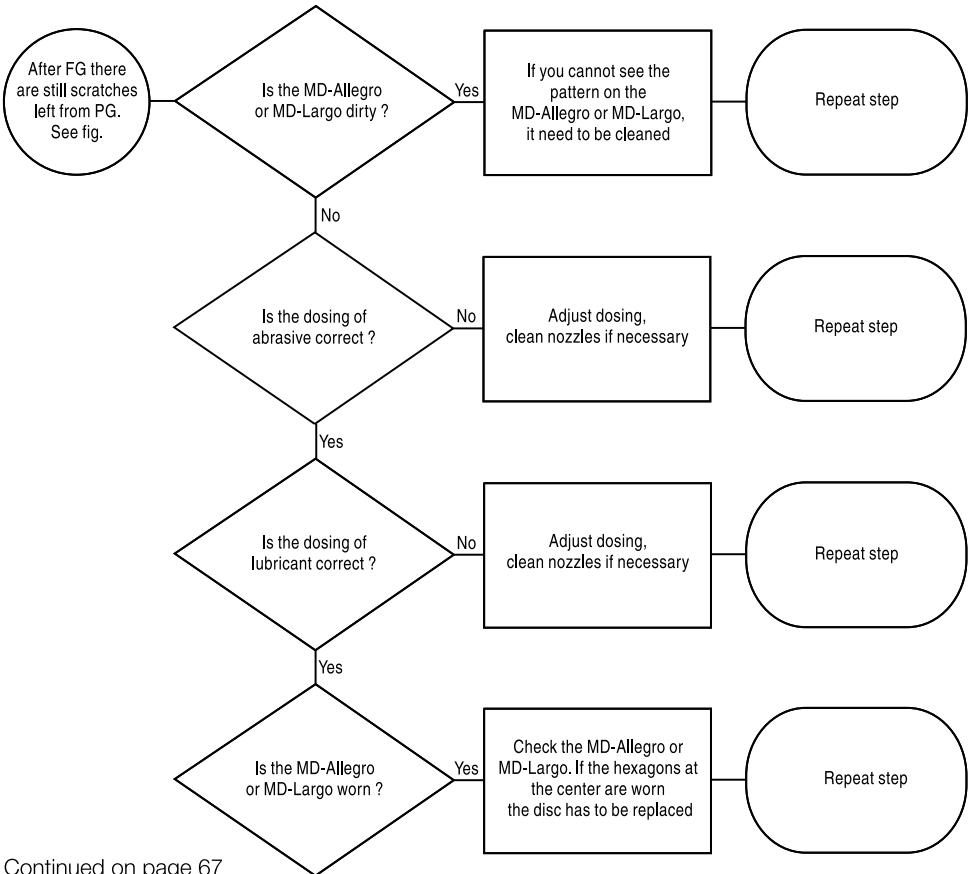 After FG there
are still scratches
left from PG.
See fig.
Is the MD-Allegro
or MD-Largo dirty ?
Yes
If you cannot see the
pattern on the
MD-Allegro or MD-Largo,
it need to be cleaned
Repeat step
No
Is the dosing of
abrasive correct ?
No
Adjust dosing,
clean nozzles if necessary
Repeat step
Yes
Is the dosing of
lubricant correct ?
No
Adjust dosing,
clean nozzles if necessary
Repeat step
Yes
Is the MD-Allegro
or MD-Largo worn ?
Yes
Check the MD-Allegro or
MD-Largo. If the hexagons at
the center are worn
the disc has to be replaced
Repeat step
Continued on page 67